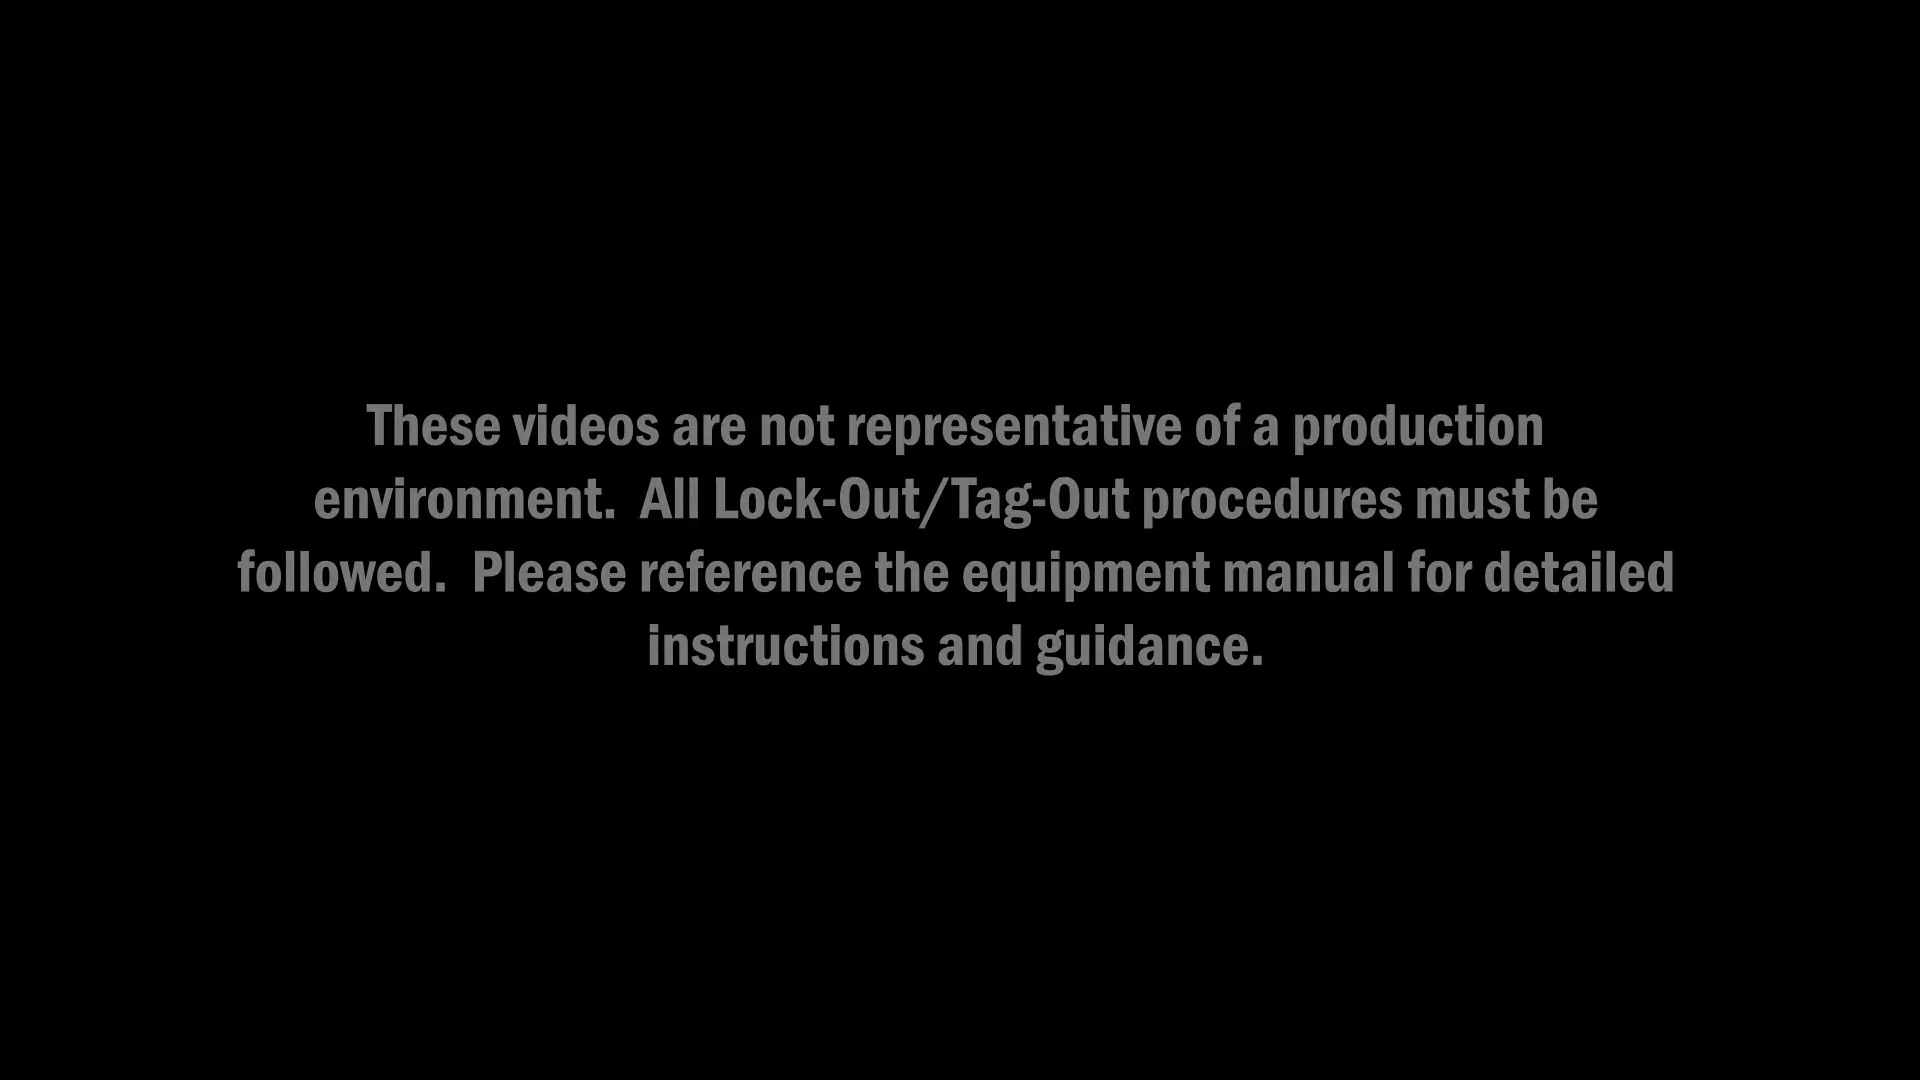 These videos are not representative of a production
environment.  All Lock-Out/Tag-Out procedures must be
followed.  Please reference the equipment manual for detailed
instructions and guidance.